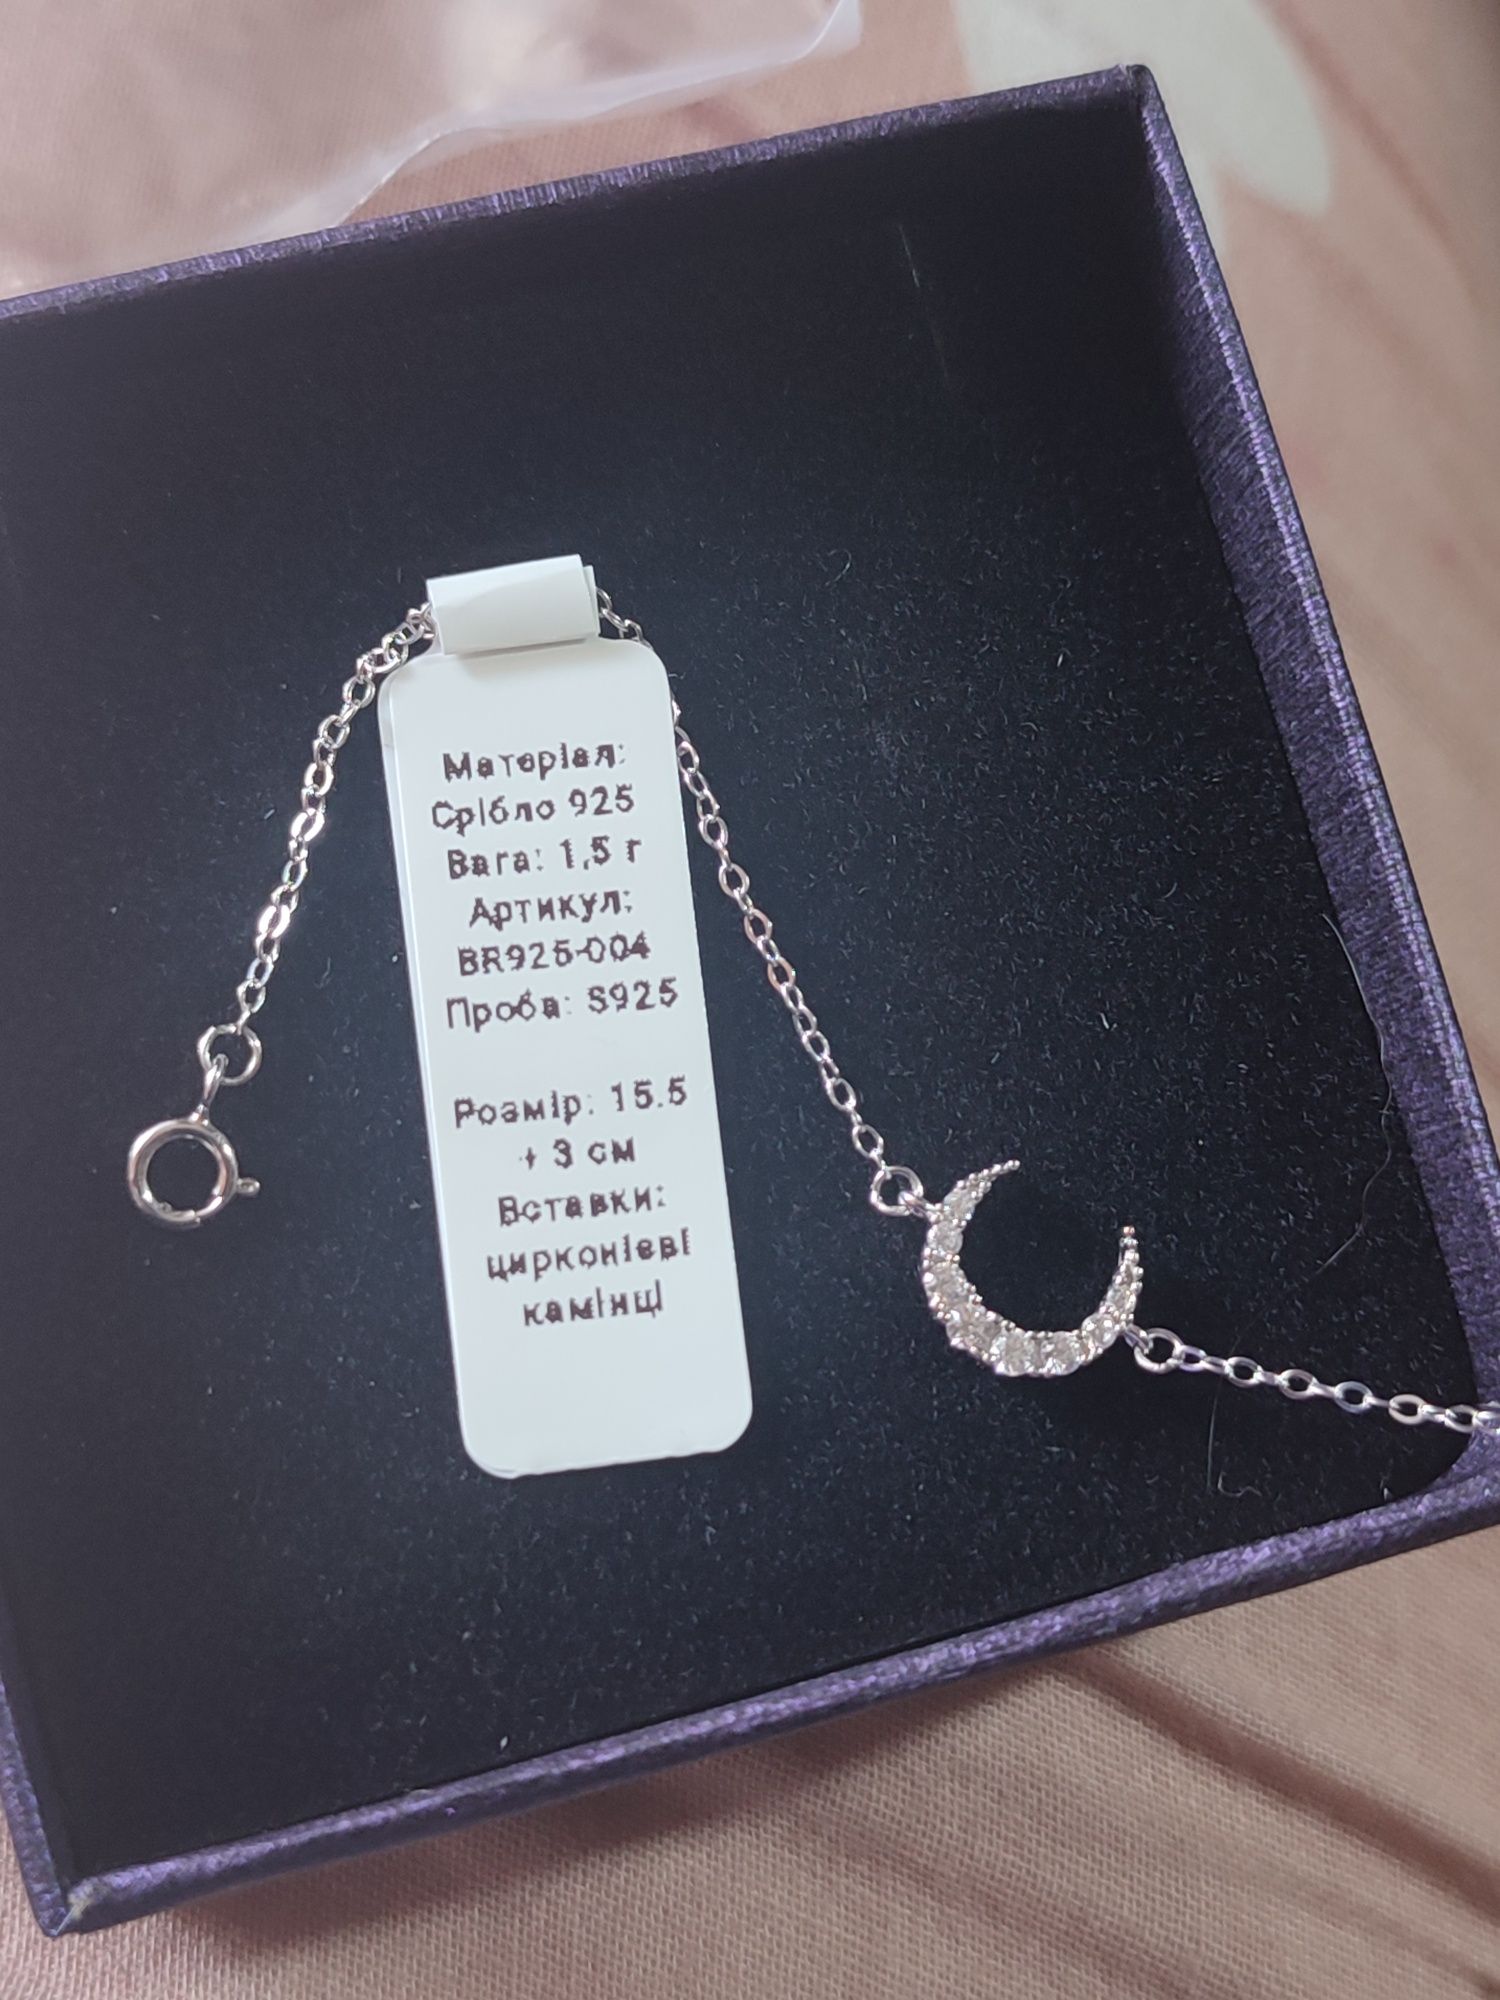 Матеріал:
Срібло 925
Вага: 1,5 г
Артикул:
BR925-004
Проба: S925
Розмір: 15.5
+ 3 см
Вставки:
цирконієві
камінці